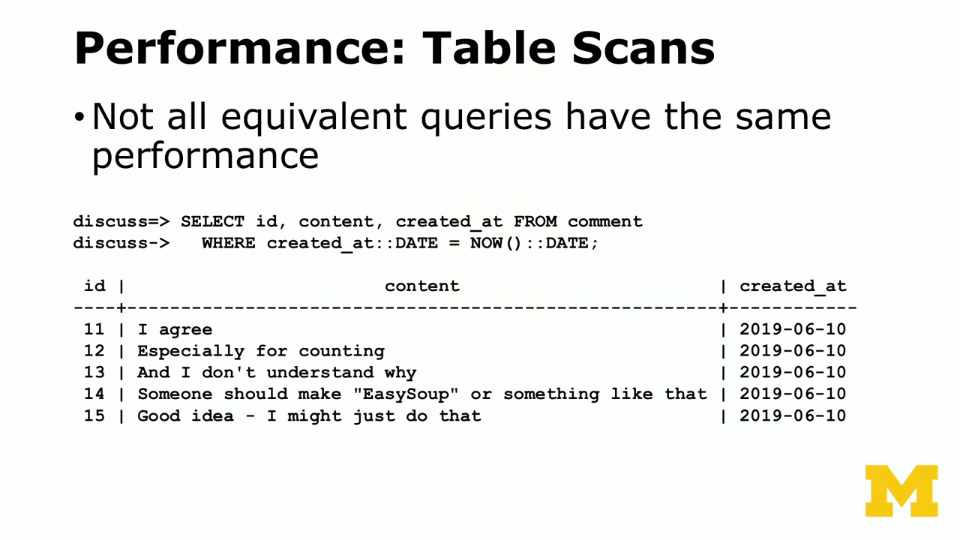 Performance: Table Scans
•Not all equivalent queries have the same
performance
discuss=> SELECT id, content, created_at FROM comment
discuss->   WHERE created_at::DATE = NOW()::DATE;
 id |                        content                        | created_at
----+-------------------------------------------------------+------------
 11 | I agree                                               | 2019-06-10
 12 | Especially for counting                               | 2019-06-10
 13 | And I don't understand why                            | 2019-06-10
 14 | Someone should make "EasySoup" or something like that | 2019-06-10
 15 | Good idea - I might just do that                      | 2019-06-10
M